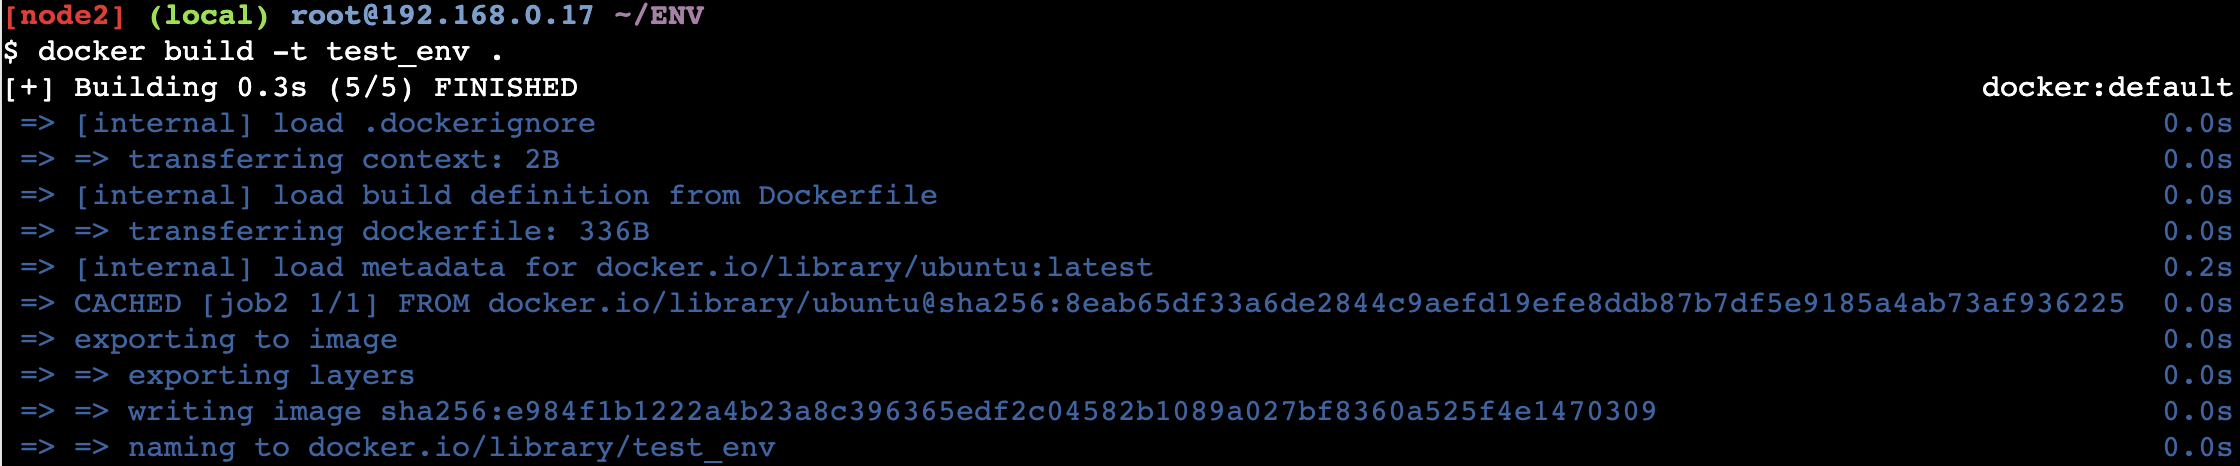 [node2] (local) root@192.168.0.17 ~/ENV
$ docker build -t test_env .
[+] Building 0.3s (5/5) FINISHED docker:default
=> [internal] load .dockerignore 0.0s
=> => transferring context: 2B 0.0s
=> [internal] load build definition from Dockerfile 0.0s
=> => transferring dockerfile: 336B 0.0s
=> [internal] load metadata for docker.io/library/ubuntu:latest 0.2s
=> CACHED [job2 1/1] FROM docker.io/library/ubuntu@sha256:8eab65df33a6de2844c9aefd19efe8ddb87b7df5e9185a4ab73af936225 0.0s
=> exporting to image 0.0s
=> => exporting layers 0.0s
=> => writing image sha256:e984f1b1222a4b23a8c396365edf2c04582b1089a027bf8360a525f4e1470309 0.0s
=> => naming to docker.io/library/test_env 0.0s